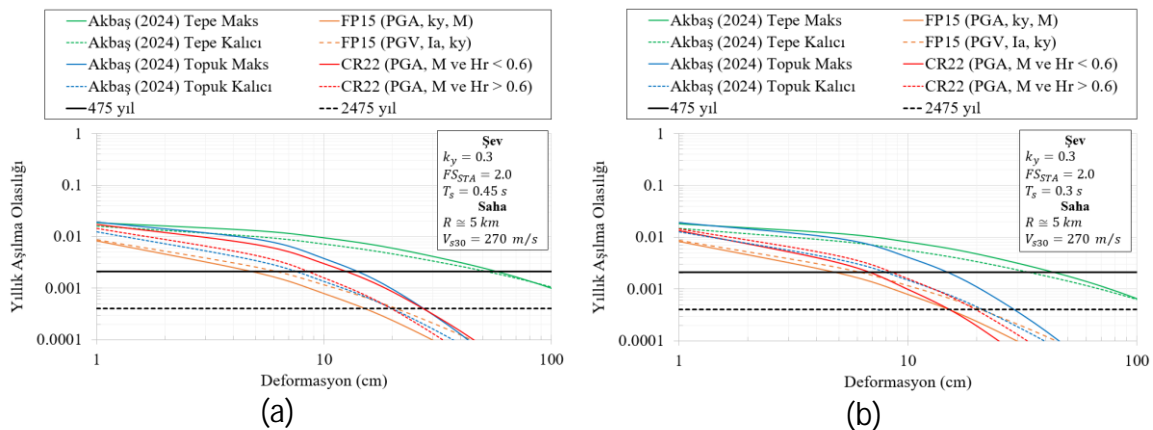 Akbaş (2024) Tepe Maks
FP15 (PGA, ky, M)
Akbaş (2024) Tepe Kalıcı
FP15 (PGV, Ia, ky)
Akbaş (2024) Topuk Maks
CR22 (PGA, M ve Hr < 0.6)
Akbaş (2024) Topuk Kalıcı
CR22 (PGA, M ve Hr > 0.6)
475 yıl
2475 yıl
Yıllık Aşılma Olasılığı
1
0.1
0.01
0.001
0.0001
Şev
k_y = 0.3
FS_STA = 2.0
T_s = 0.45 s
Saha
R ≅ 5 km
V_s30 = 270 m/s
1
10
100
Deformasyon (cm)
(a)
Akbaş (2024) Tepe Maks
FP15 (PGA, ky, M)
Akbaş (2024) Tepe Kalıcı
FP15 (PGV, Ia, ky)
Akbaş (2024) Topuk Maks
CR22 (PGA, M ve Hr < 0.6)
Akbaş (2024) Topuk Kalıcı
CR22 (PGA, M ve Hr > 0.6)
475 yıl
2475 yıl
Yıllık Aşılma Olasılığı
1
0.1
0.01
0.001
0.0001
Şev
k_y = 0.3
FS_STA = 2.0
T_s = 0.3 s
Saha
R ≅ 5 km
V_s30 = 270 m/s
1
10
100
Deformasyon (cm)
(b)